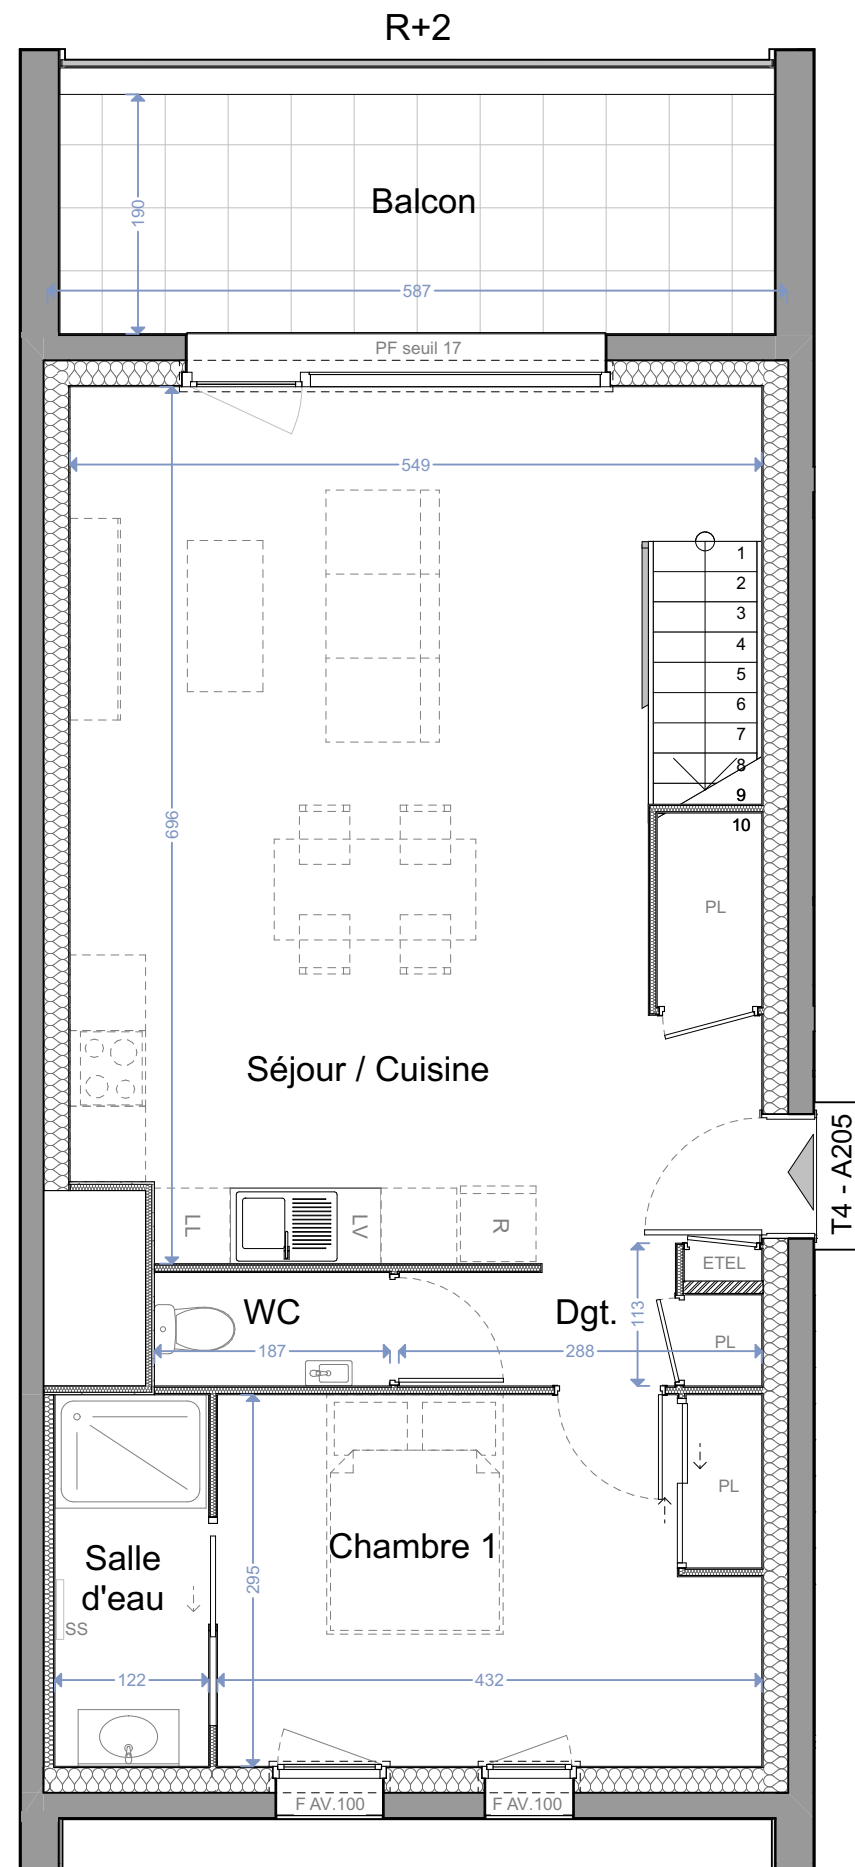 R+2
Balcon
190
587
PF seuil 17
549
1
2
3
4
5
6
7
8
9
10
696
PL
Séjour / Cuisine
T4 - A205
LL
LV
R
ETEL
WC
Dgt.
113
187
288
PL
PL
Chambre 1
Salle
d'eau
295
SS
122
432
F AV.100
F AV.100